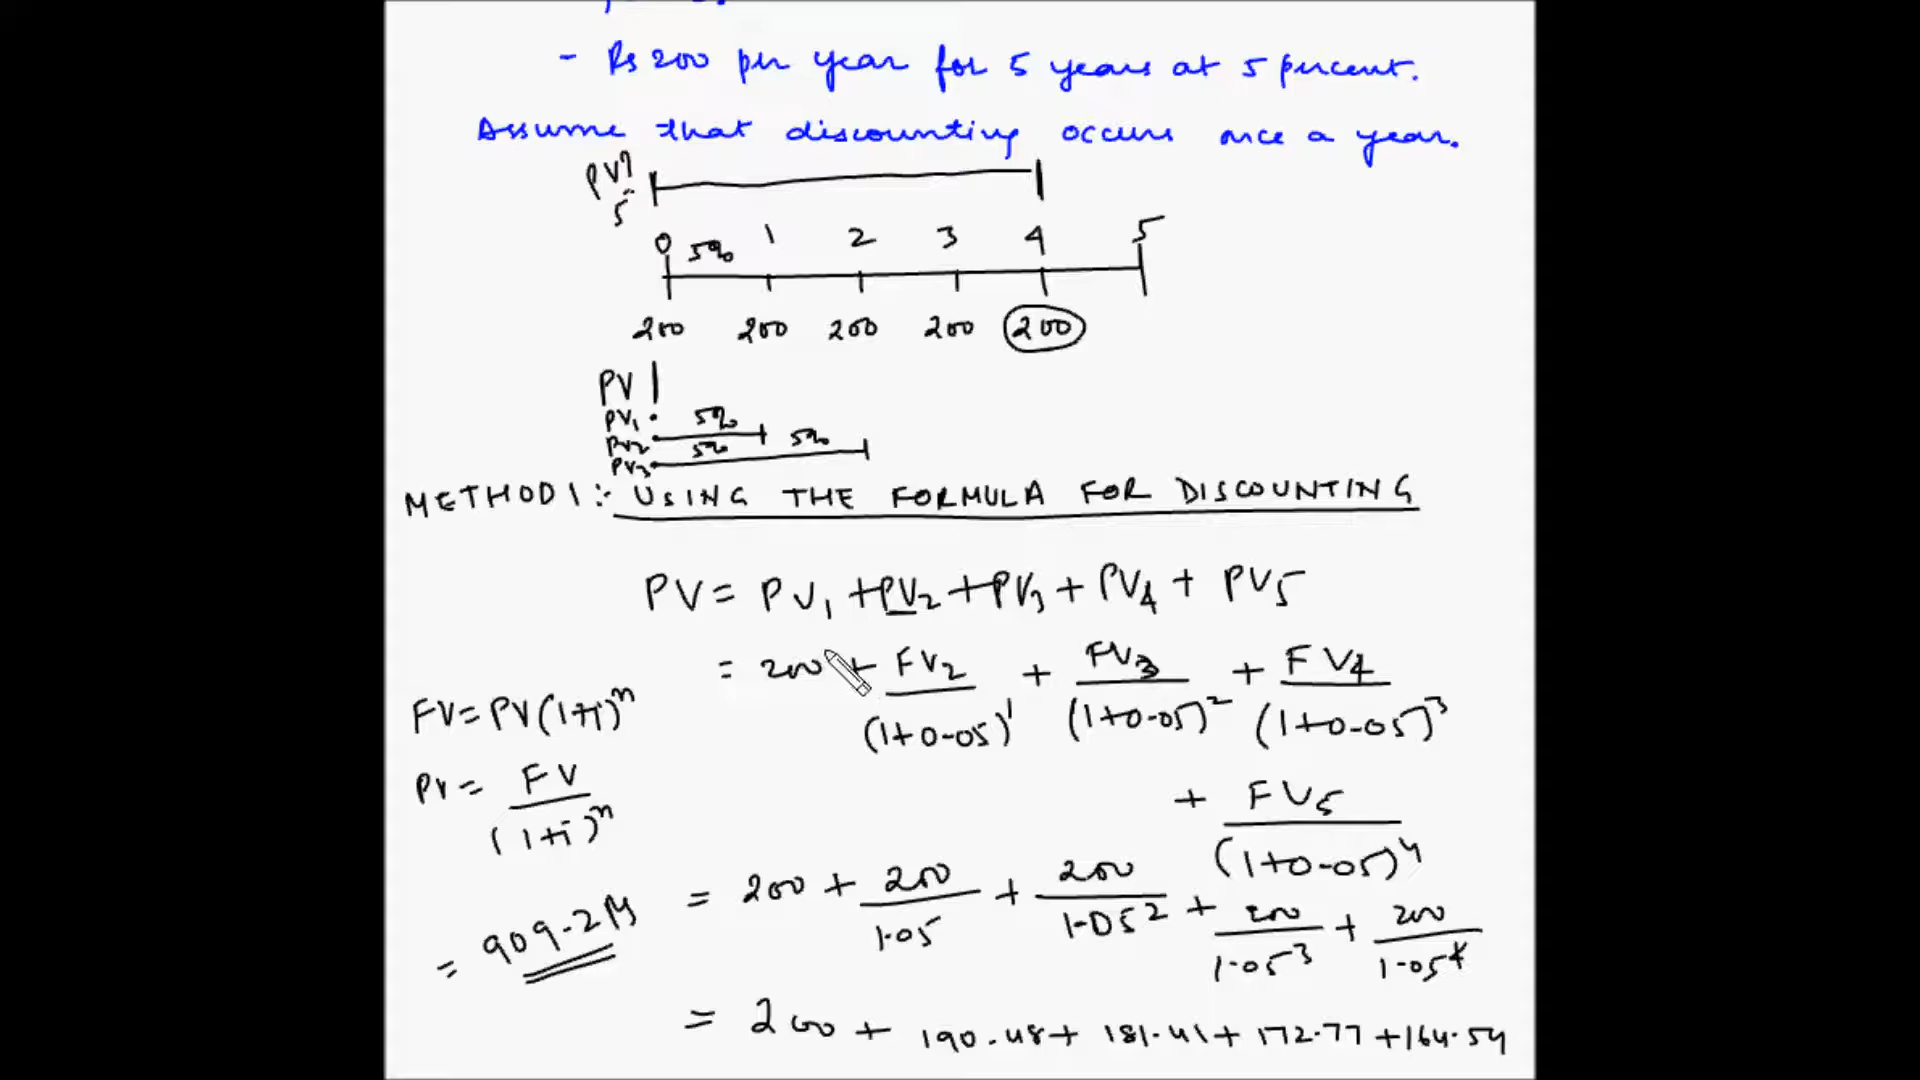 - Rs 200 per year for 5 years at 5 percent.
Assume that discounting occurs once a year.
PV?
5
0 5% 1 2 3 4 5
200 200 200 200 200
PV
PV1 5%
PV2 5% 5%
PV3
METHOD 1:- USING THE FORMULA FOR DISCOUNTING
PV = PV1 + PV2 + PV3 + PV4 + PV5
= 200 + FV2/(1+0.05)^1 + FV3/(1+0.05)^2 + FV4/(1+0.05)^3
+ FV5/(1+0.05)^4
FV = PV(1+i)^n
PV = FV/(1+i)^n
= 200 + 200/1.05 + 200/1.05^2 + 200/1.05^3 + 200/1.05^4
= 200 + 190.48 + 181.41 + 172.77 + 164.54
= 909.2